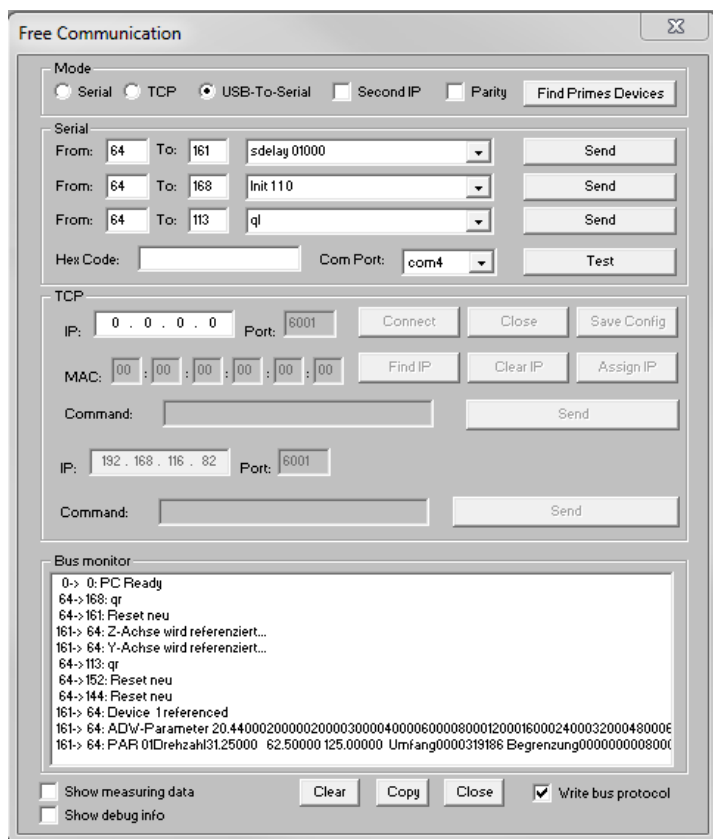 Free Communication
Mode
Serial TCP USB-To-Serial Second IP Parity Find Primes Devices
Serial
From: 64 To: 161 sdelay 01000 Send
From: 64 To: 168 Init 1 1 0 Send
From: 64 To: 113 ql Send
Hex Code: Com Port: com4 Test
TCP
IP: 0 . 0 . 0 . 0 Port: 6001 Connect Close Save Config
MAC: 00 : 00 : 00 : 00 : 00 : 00 Find IP Clear IP Assign IP
Command: Send
IP: 192 . 168 . 116 . 82 Port: 6001
Command: Send
Bus monitor
0-> 0: PC Ready
64->168: qr
64->161: Reset neu
161-> 64: Z-Achse wird referenziert...
161-> 64: Y-Achse wird referenziert...
64->113: qr
64->152: Reset neu
64->144: Reset neu
161-> 64: Device 1 referenced
161-> 64: ADW-Parameter 20.4400020000020000300004000060000800012000160002400032000480006
161-> 64: PAR 01Drehzahl31.25000 62.50000 125.00000 Umfang0000319186 Begrenzung0000000008000
Show measuring data Clear Copy Close Write bus protocol
Show debug info